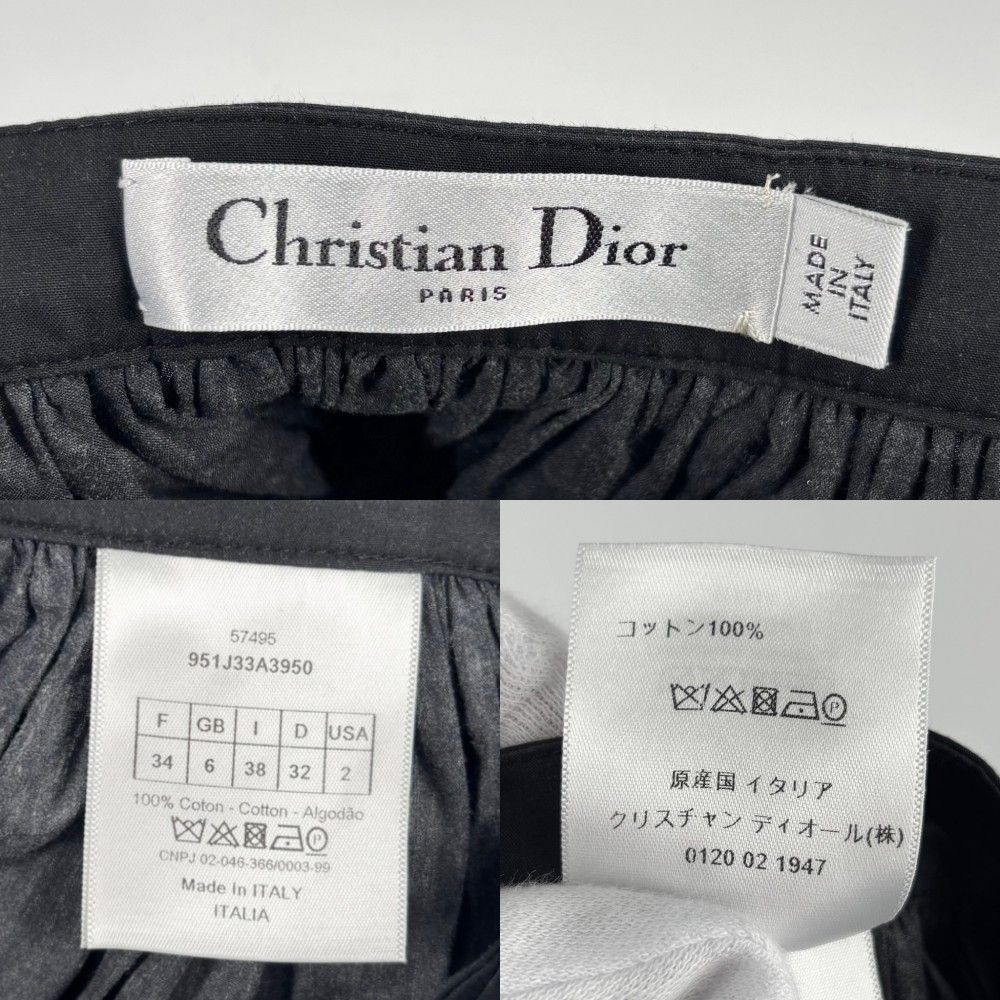 Christian Dior
PARIS
MADE
IN
ITALY
57495
951J33A3950
F GB I D USA
34 6 38 32 2
100% Coton - Cotton - Algodão
CNPJ 02-046-366/0003-99
Made in ITALY
ITALIA
コットン100%
原産国 イタリア
クリスチャン ディオール(株)
0120 02 1947